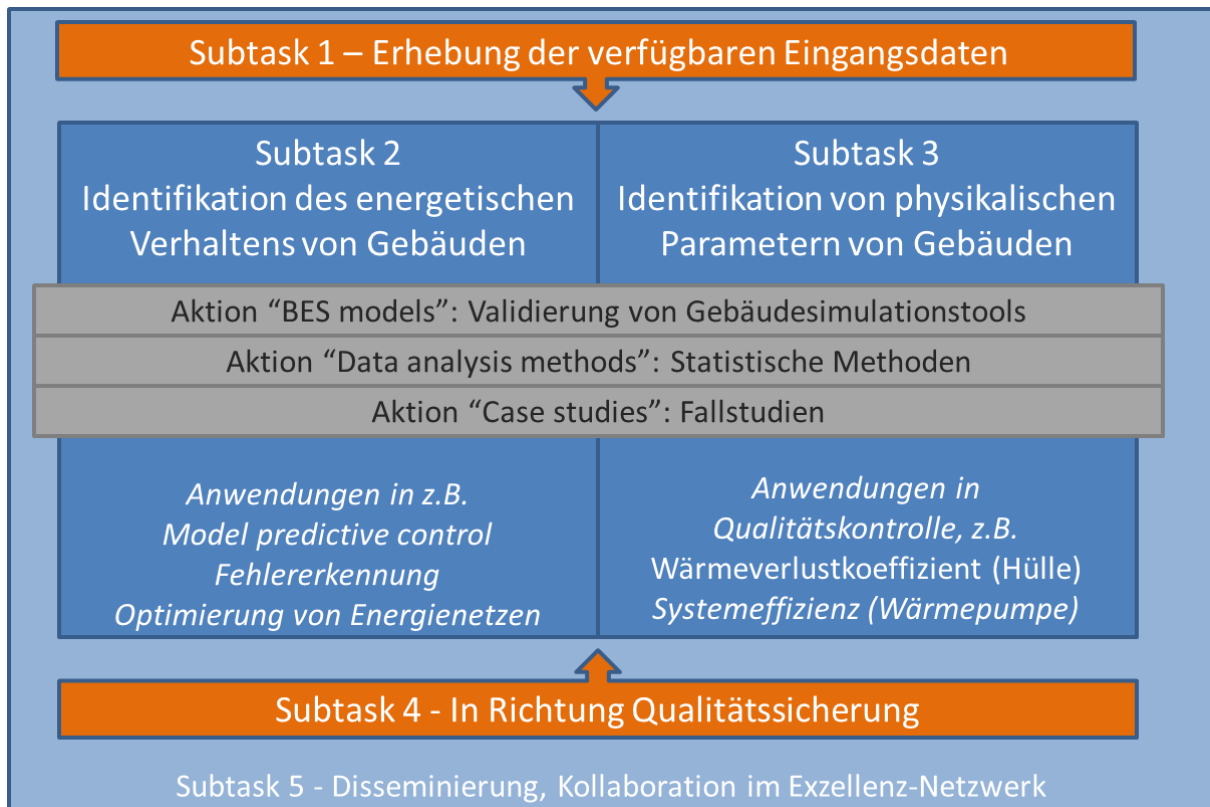 Subtask 1 – Erhebung der verfügbaren Eingangsdaten
Subtask 2
Identifikation des energetischen
Verhaltens von Gebäuden
Subtask 3
Identifikation von physikalischen
Parametern von Gebäuden
Aktion “BES models”: Validierung von Gebäudesimulationstools
Aktion “Data analysis methods”: Statistische Methoden
Aktion “Case studies”: Fallstudien
Anwendungen in z.B.
Model predictive control
Fehlererkennung
Optimierung von Energienetzen
Anwendungen in
Qualitätskontrolle, z.B.
Wärmeverlustkoeffizient (Hülle)
Systemeffizienz (Wärmepumpe)
Subtask 4 - In Richtung Qualitätssicherung
Subtask 5 - Disseminierung, Kollaboration im Exzellenz-Netzwerk